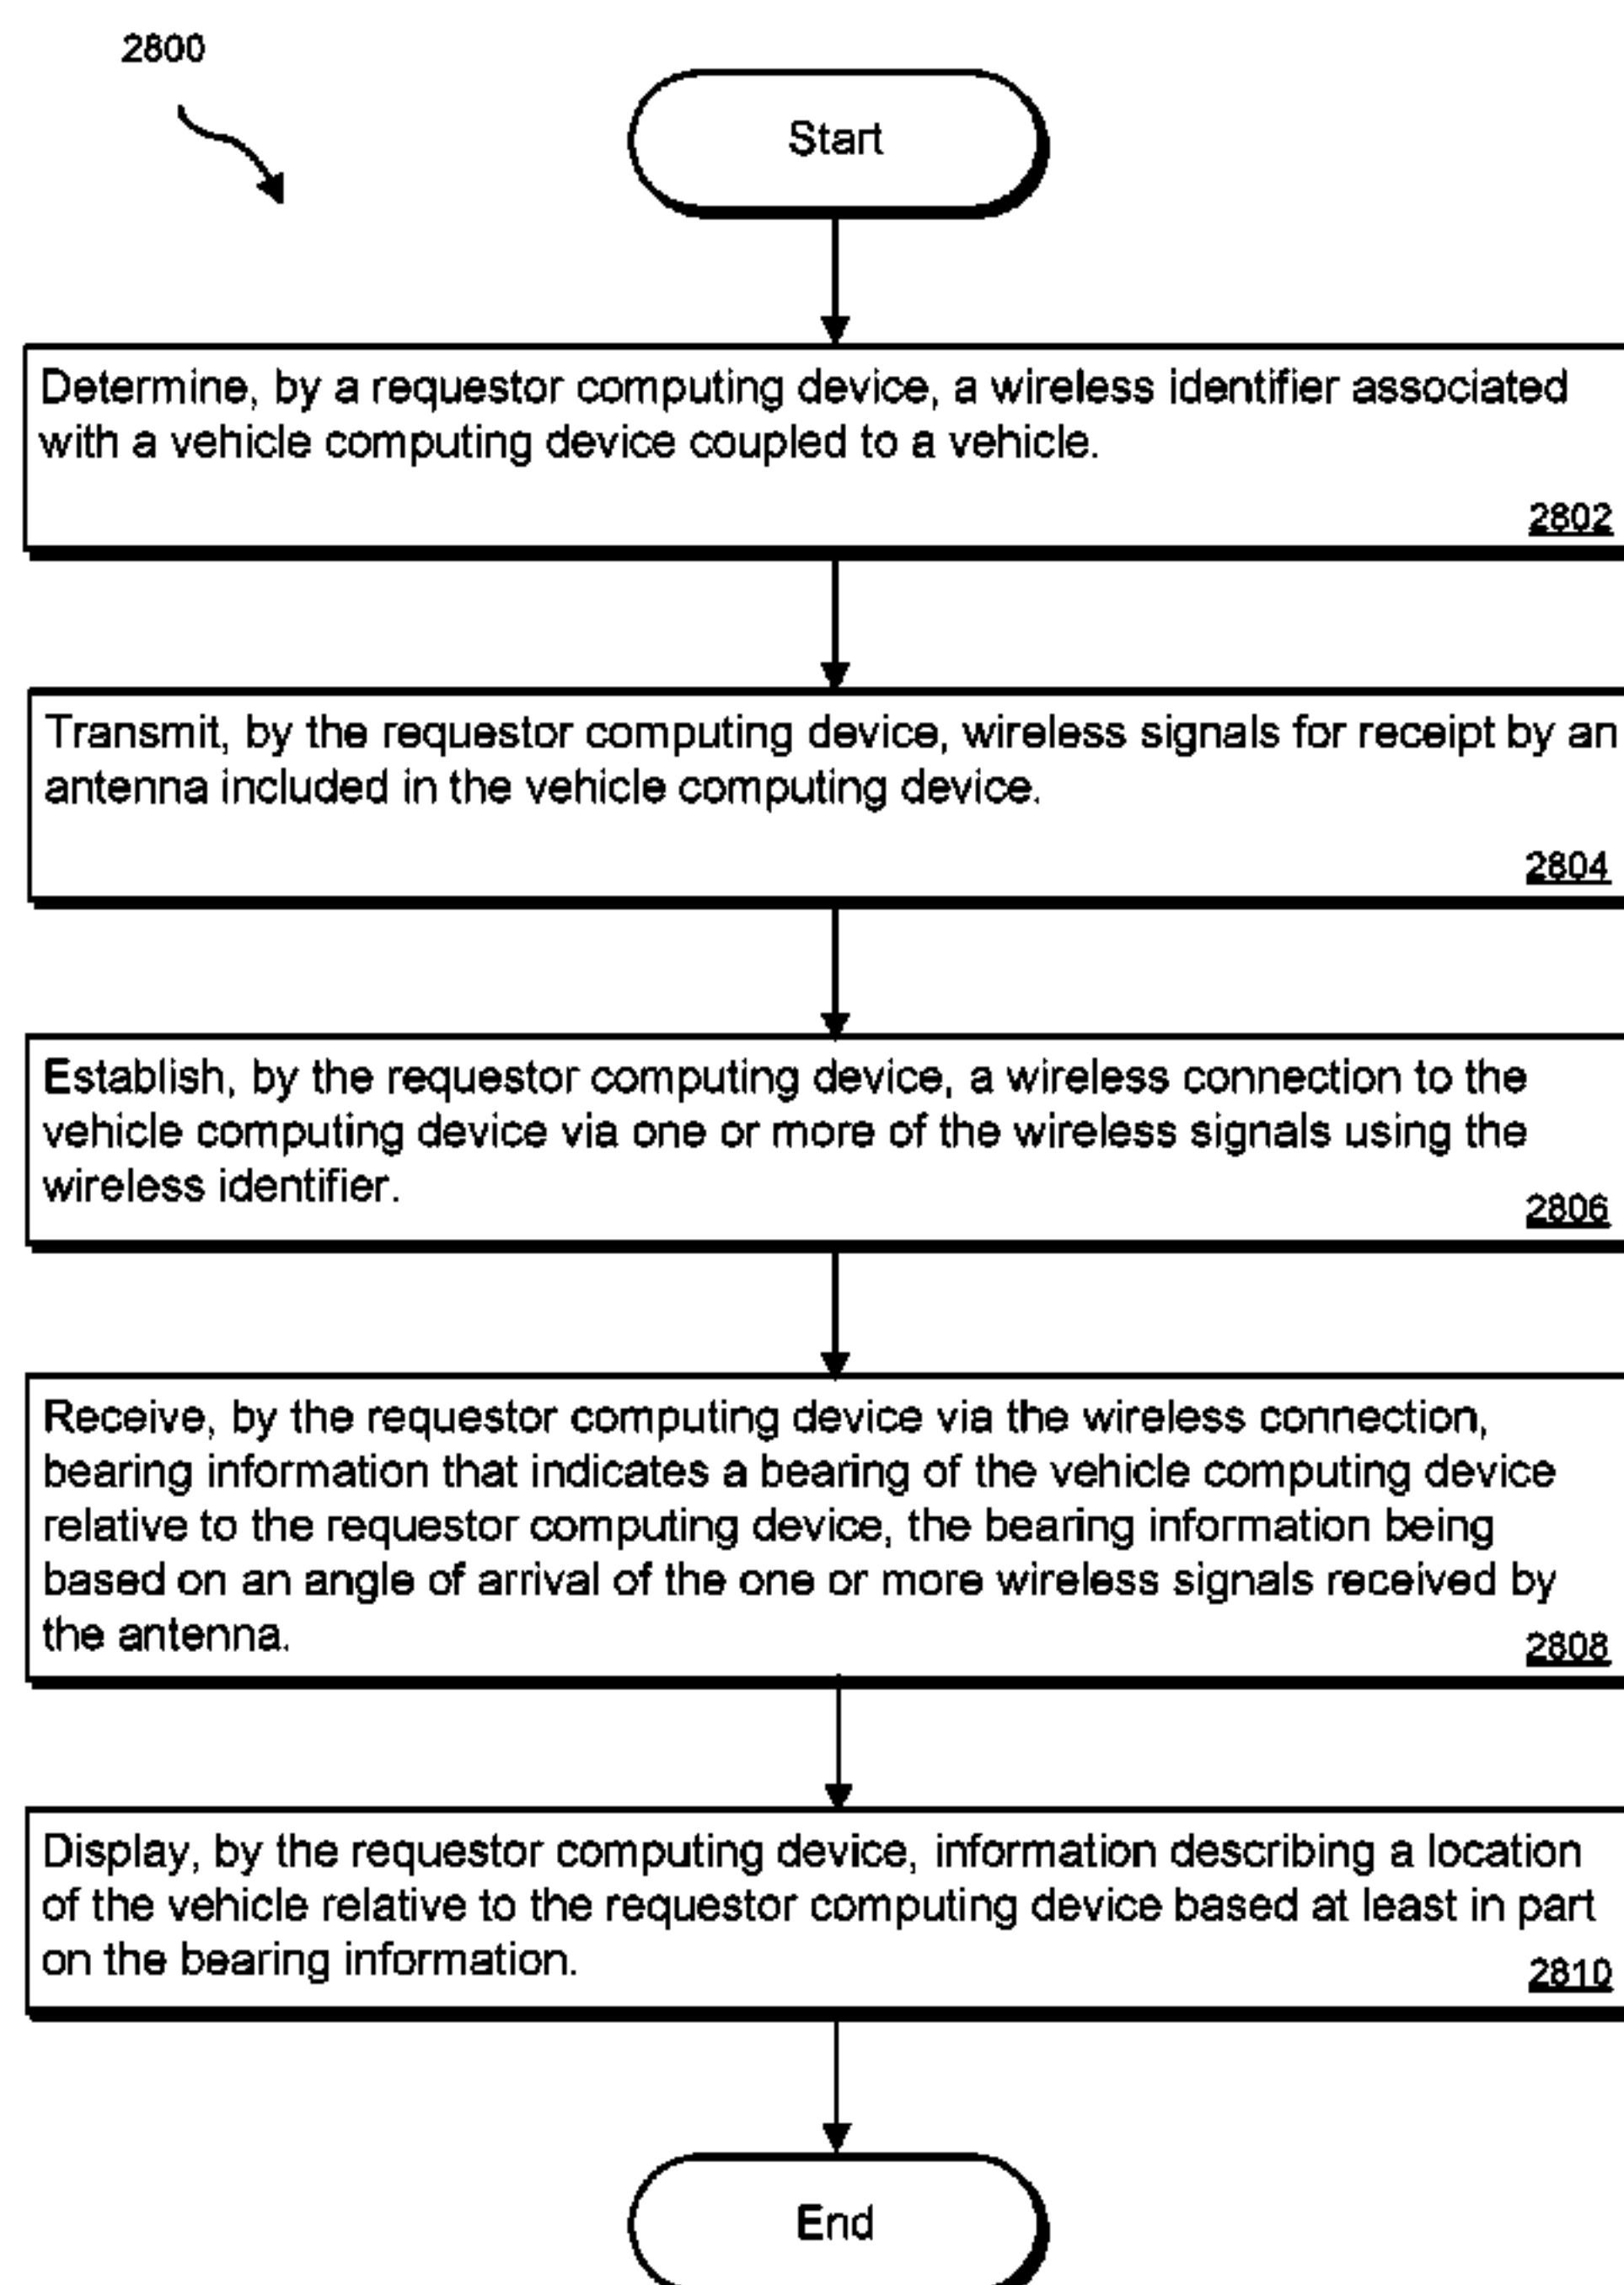 2800
Start
Determine, by a requestor computing device, a wireless identifier associated
with a vehicle computing device coupled to a vehicle.
2802
Transmit, by the requestor computing device, wireless signals for receipt by an
antenna included in the vehicle computing device.
2804
Establish, by the requestor computing device, a wireless connection to the
vehicle computing device via one or more of the wireless signals using the
wireless identifier.
2806
Receive, by the requestor computing device via the wireless connection,
bearing information that indicates a bearing of the vehicle computing device
relative to the requestor computing device, the bearing information being
based on an angle of arrival of the one or more wireless signals received by
the antenna.
2808
Display, by the requestor computing device, information describing a location
of the vehicle relative to the requestor computing device based at least in part
on the bearing information.
2810
End